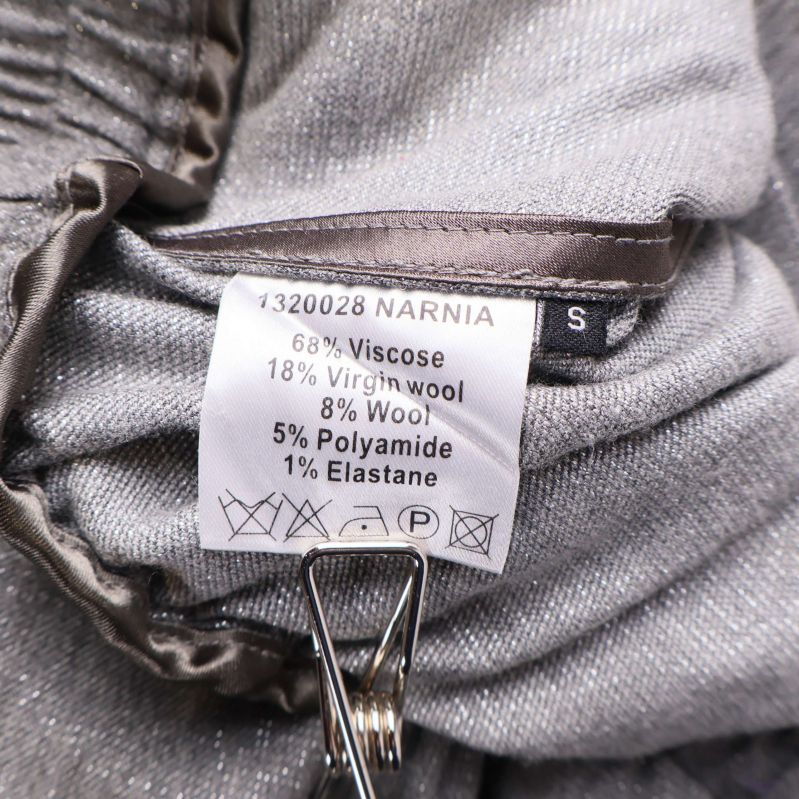 1320028 NARNIA
S
68% Viscose
18% Virgin wool
8% Wool
5% Polyamide
1% Elastane
P